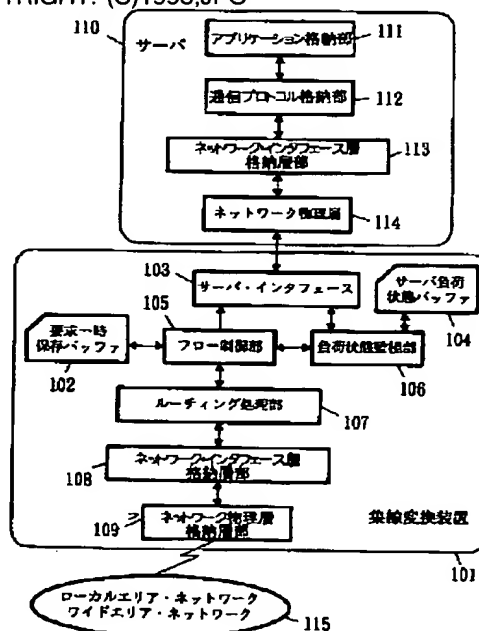 TRIGHT: (C)1998,JPO
110
サーバ
アプリケーション格納部
111
通信プロトコル格納部
112
ネットワーク・インタフェース層
格納層部
113
ネットワーク物理層
114
103
サーバ・インタフェース
サーバ負荷
状態バッファ
104
105
要求一時
保存バッファ
102
フロー制御部
負荷状態監視部
106
ルーティング処理部
107
ネットワーク・インタフェース層
格納層部
108
ネットワーク物理層
格納層部
109
集線変換装置
101
ローカルエリア・ネットワーク
ワイドエリア・ネットワーク
115